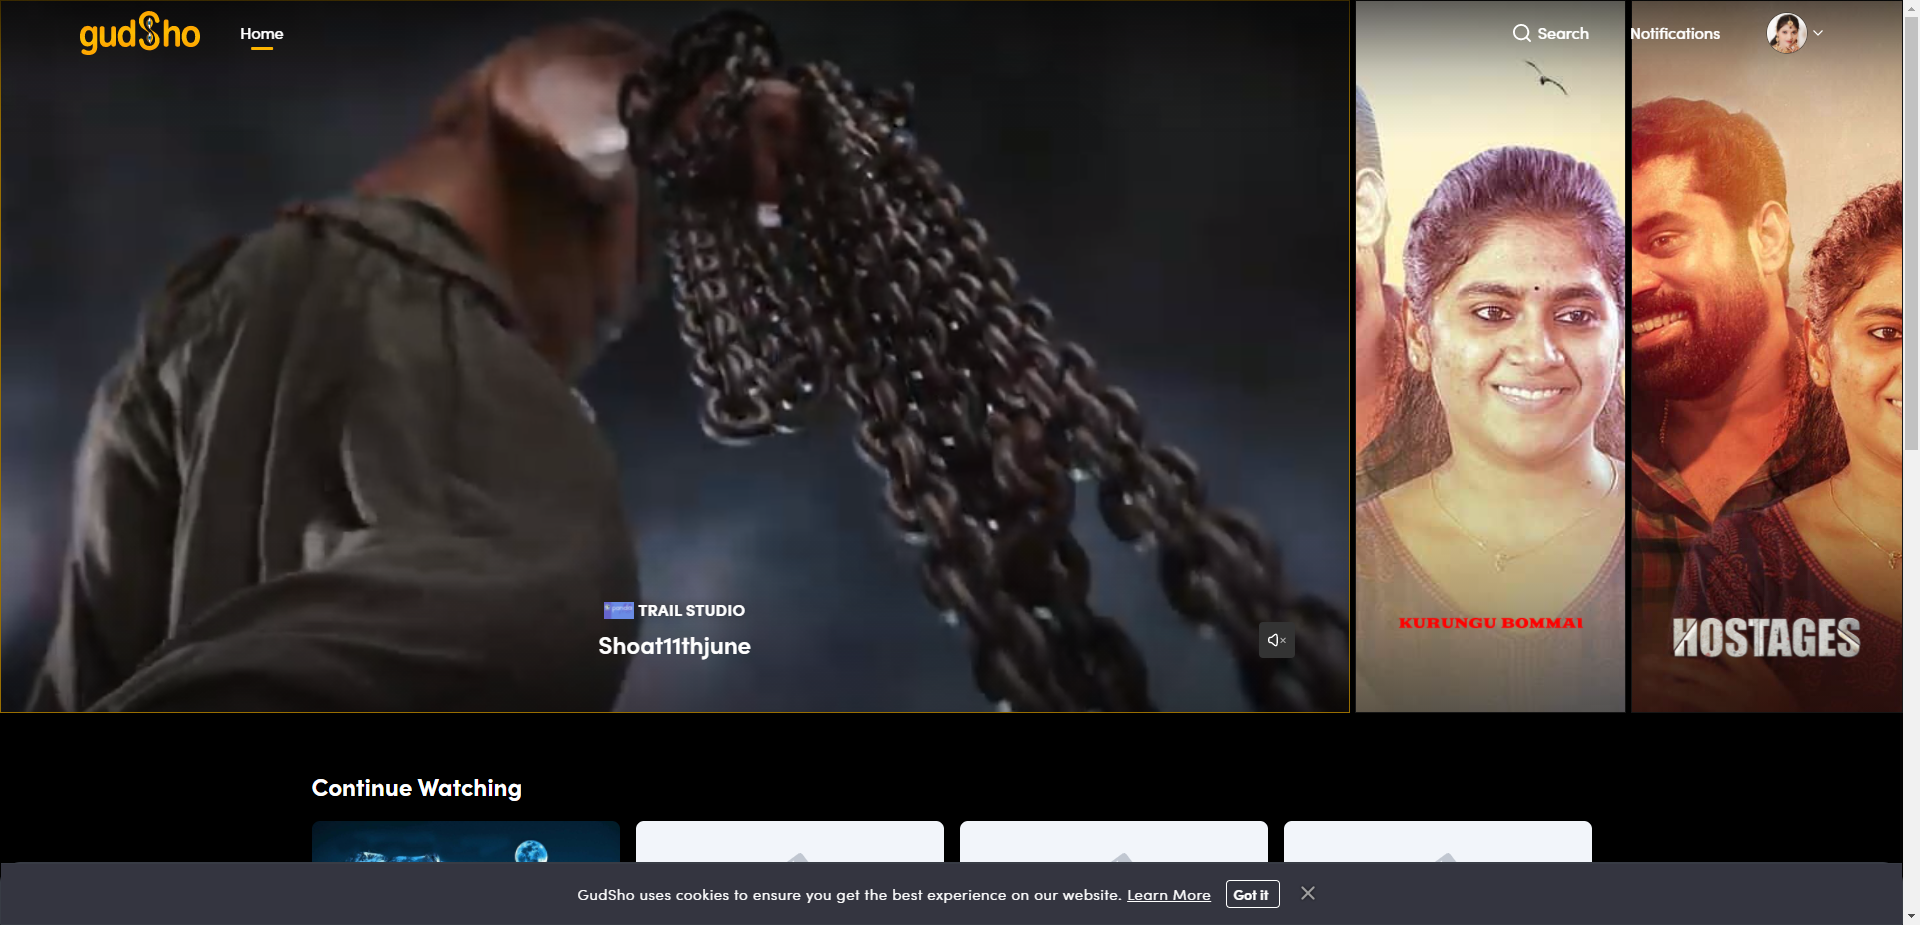 gudSho
Home
Search
Notifications
TRAIL STUDIO
Shoat11thjune
KURUNGU BOMMAI
HOSTAGES
Continue Watching
GudSho uses cookies to ensure you get the best experience on our website. Learn More
Got it